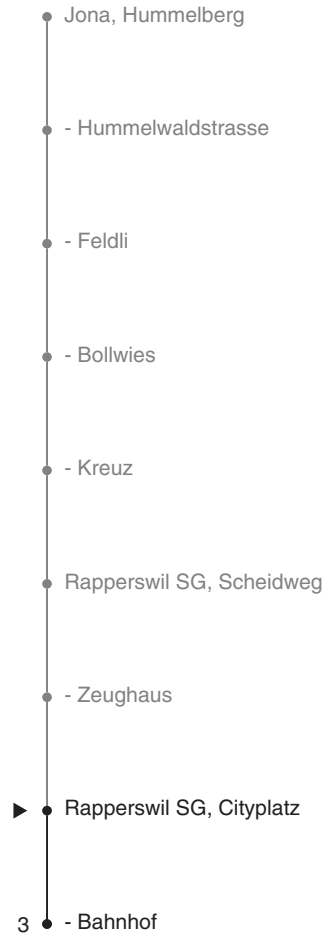 Jona, Hummelberg
- Hummelwaldstrasse
- Feldli
- Bollwies
- Kreuz
Rapperswil SG, Scheidweg
- Zeughaus
Rapperswil SG, Cityplatz
3 - Bahnhof